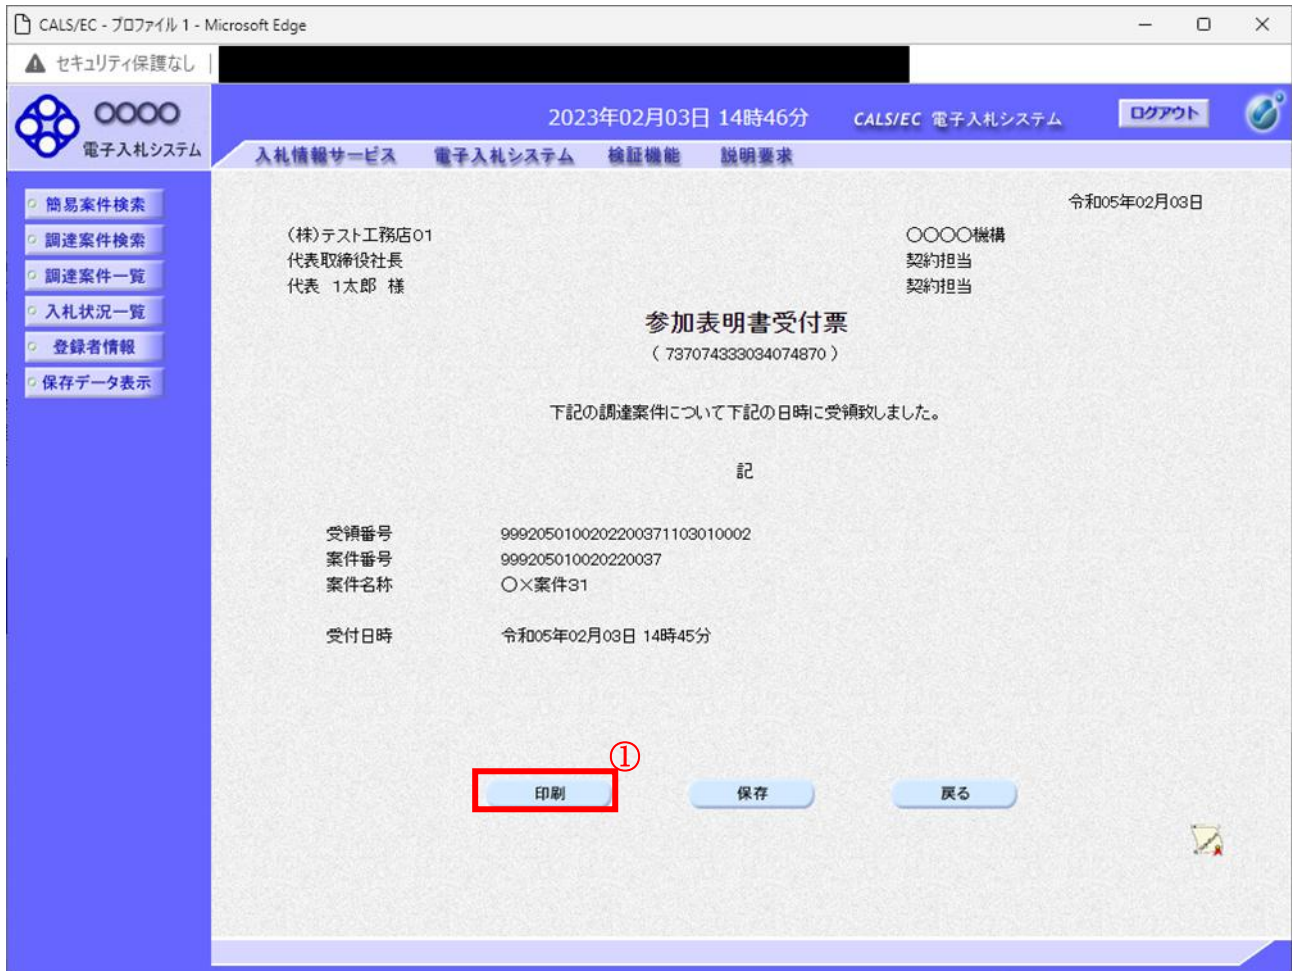 CALS/EC - プロファイル 1 - Microsoft Edge
セキュリティ保護なし
〇〇〇〇
電子入札システム
2023年02月03日 14時46分
CALS/EC 電子入札システム
ログアウト
入札情報サービス 電子入札システム 検証機能 説明要求
簡易案件検索
調達案件検索
調達案件一覧
入札状況一覧
登録者情報
保存データ表示
令和05年02月03日
(株)テスト工務店01
代表取締役社長
代表 1太郎 様
〇〇〇〇機構
契約担当
契約担当
参加表明書受付票
(737074333034074870)
下記の調達案件について下記の日時に受領致しました。
記
受領番号 99920501002022003711​03010002
案件番号 999205010020220037
案件名称 〇×案件31
受付日時 令和05年02月03日 14時45分
①
印刷 保存 戻る